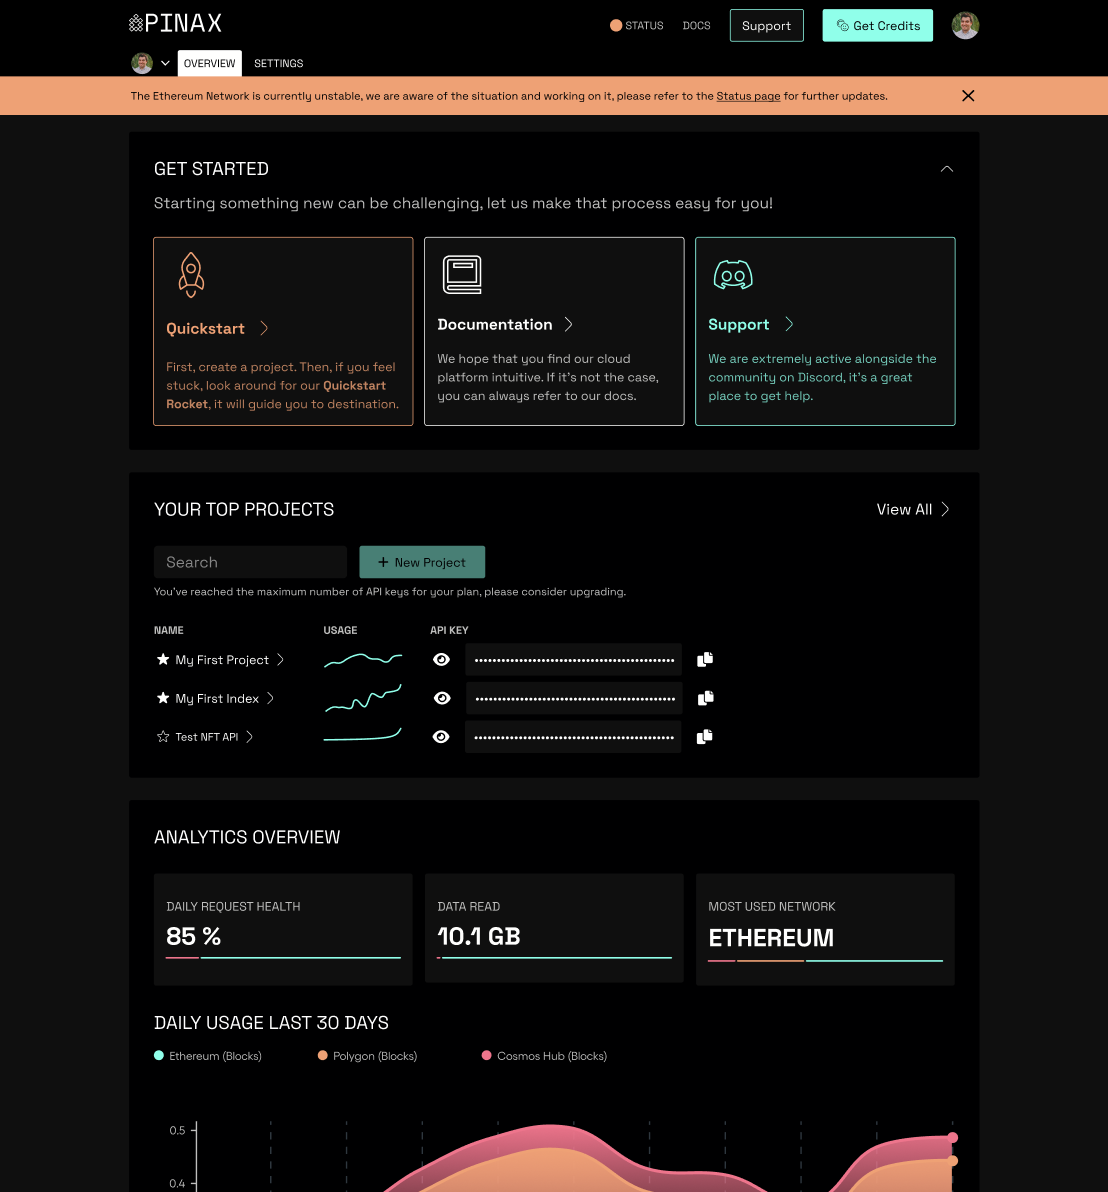 PINAX
STATUS
DOCS
Support
Get Credits
OVERVIEW
SETTINGS
The Ethereum Network is currently unstable, we are aware of the situation and working on it, please refer to the Status page for further updates.
GET STARTED
Starting something new can be challenging, let us make that process easy for you!
Quickstart
First, create a project. Then, if you feel
stuck, look around for our Quickstart
Rocket, it will guide you to destination.
Documentation
We hope that you find our cloud
platform intuitive. If it's not the case,
you can always refer to our docs.
Support
We are extremely active alongside the
community on Discord, it's a great
place to get help.
YOUR TOP PROJECTS
View All
Search
+ New Project
You've reached the maximum number of API keys for your plan, please consider upgrading.
NAME
USAGE
API KEY
My First Project
My First Index
Test NFT API
ANALYTICS OVERVIEW
DAILY REQUEST HEALTH
85 %
DATA READ
10.1 GB
MOST USED NETWORK
ETHEREUM
DAILY USAGE LAST 30 DAYS
Ethereum (Blocks)
Polygon (Blocks)
Cosmos Hub (Blocks)
0.5
0.4